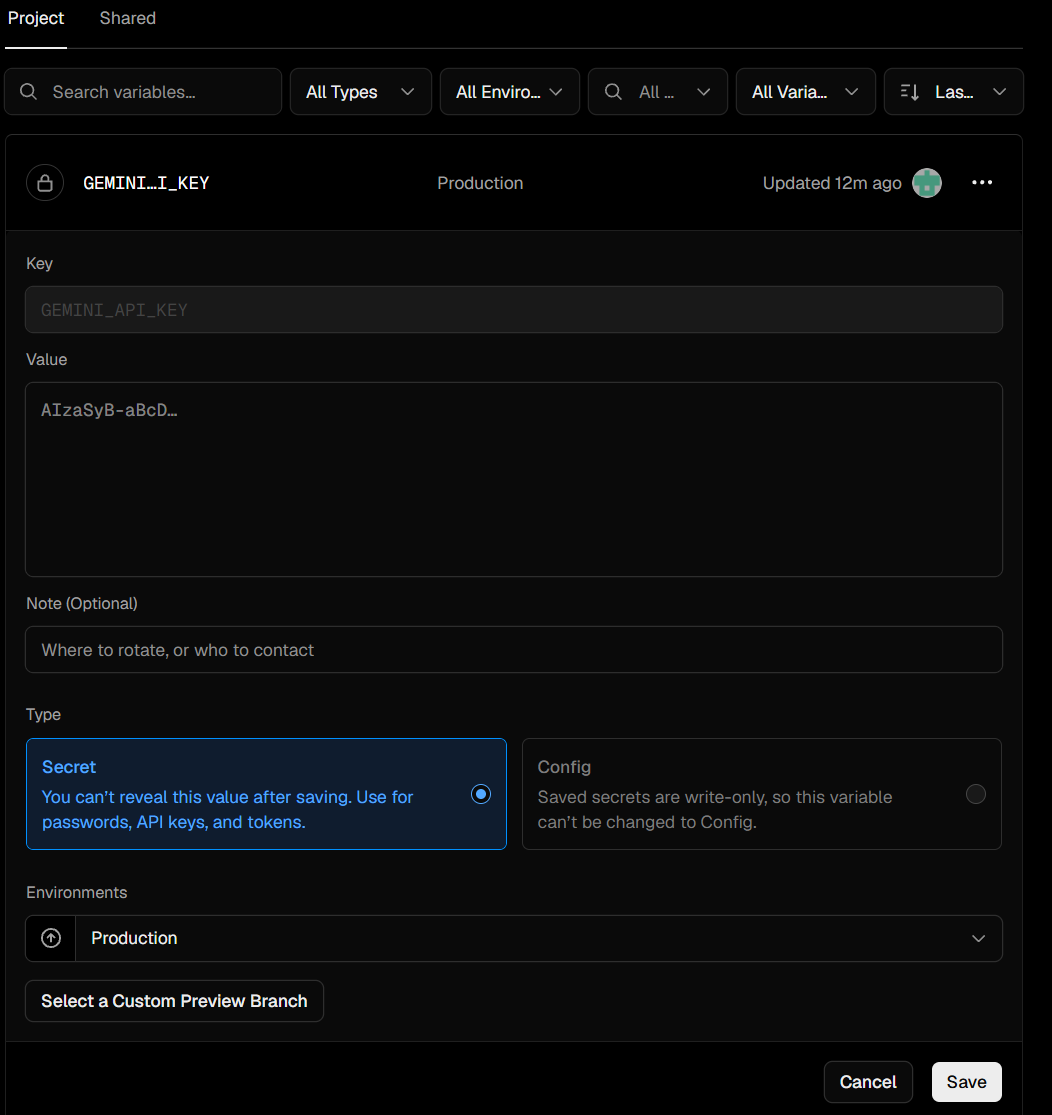 Project Shared
Search variables... All Types All Enviro... All ... All Varia... Las...
GEMINI…I_KEY Production Updated 12m ago
Key
GEMINI_API_KEY
Value
AIzaSyB-aBcD…
Note (Optional)
Where to rotate, or who to contact
Type
Secret
You can’t reveal this value after saving. Use for
passwords, API keys, and tokens.
Config
Saved secrets are write-only, so this variable
can’t be changed to Config.
Environments
Production
Select a Custom Preview Branch
Cancel Save